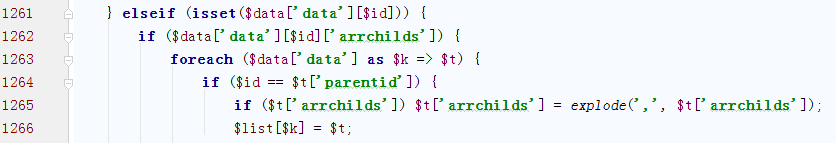 1261 } elseif (isset($data['data'][$id])) {
1262 if ($data['data'][$id]['arrchilds']) {
1263 foreach ($data['data'] as $k => $t) {
1264 if ($id == $t['parentid']) {
1265 if ($t['arrchilds']) $t['arrchilds'] = explode(',', $t['arrchilds']);
1266 $list[$k] = $t;